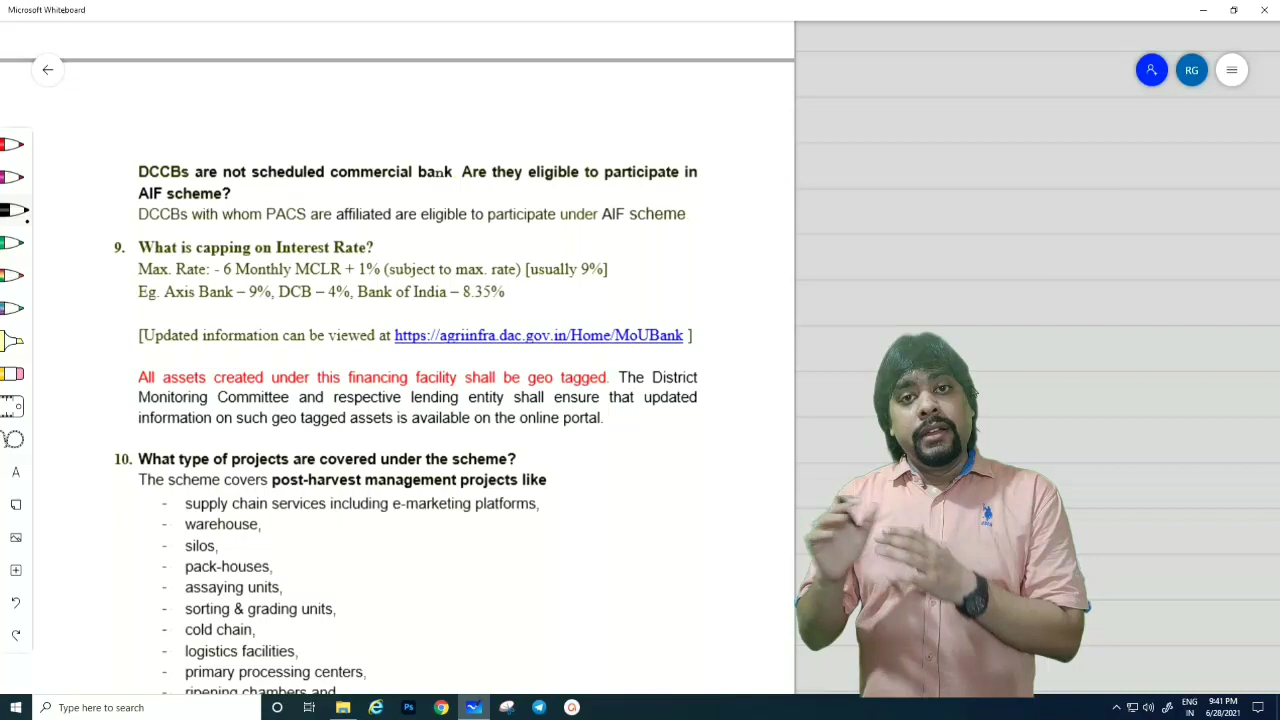 Microsoft Whiteboard
RG
DCCBs are not scheduled commercial bank Are they eligible to participate in
AIF scheme?
DCCBs with whom PACS are affiliated are eligible to participate under AIF scheme
9. What is capping on Interest Rate?
Max. Rate: - 6 Monthly MCLR + 1% (subject to max. rate) [usually 9%]
Eg. Axis Bank – 9%, DCB – 4%, Bank of India – 8.35%
[Updated information can be viewed at https://agriinfra.dac.gov.in/Home/MoUBank ]
All assets created under this financing facility shall be geo tagged. The District
Monitoring Committee and respective lending entity shall ensure that updated
information on such geo tagged assets is available on the online portal.
10. What type of projects are covered under the scheme?
The scheme covers post-harvest management projects like
- supply chain services including e-marketing platforms,
- warehouse,
- silos,
- pack-houses,
- assaying units,
- sorting & grading units,
- cold chain,
- logistics facilities,
- primary processing centers,
ripening chambers and
A
Type here to search
Ps
ENG
IN
9:41 PM
6/28/2021